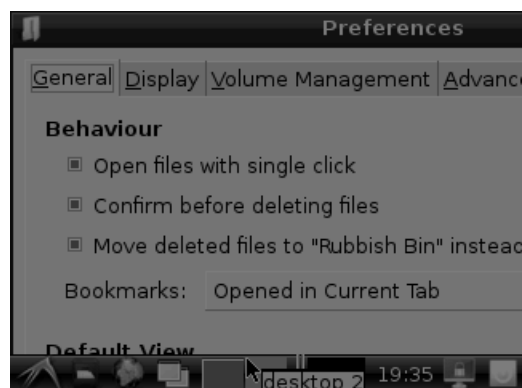 Preferences
General Display Volume Management Advanc
Behaviour
Open files with single click
Confirm before deleting files
Move deleted files to "Rubbish Bin" instead
Bookmarks: Opened in Current Tab
Default View
desktop 2 19:35